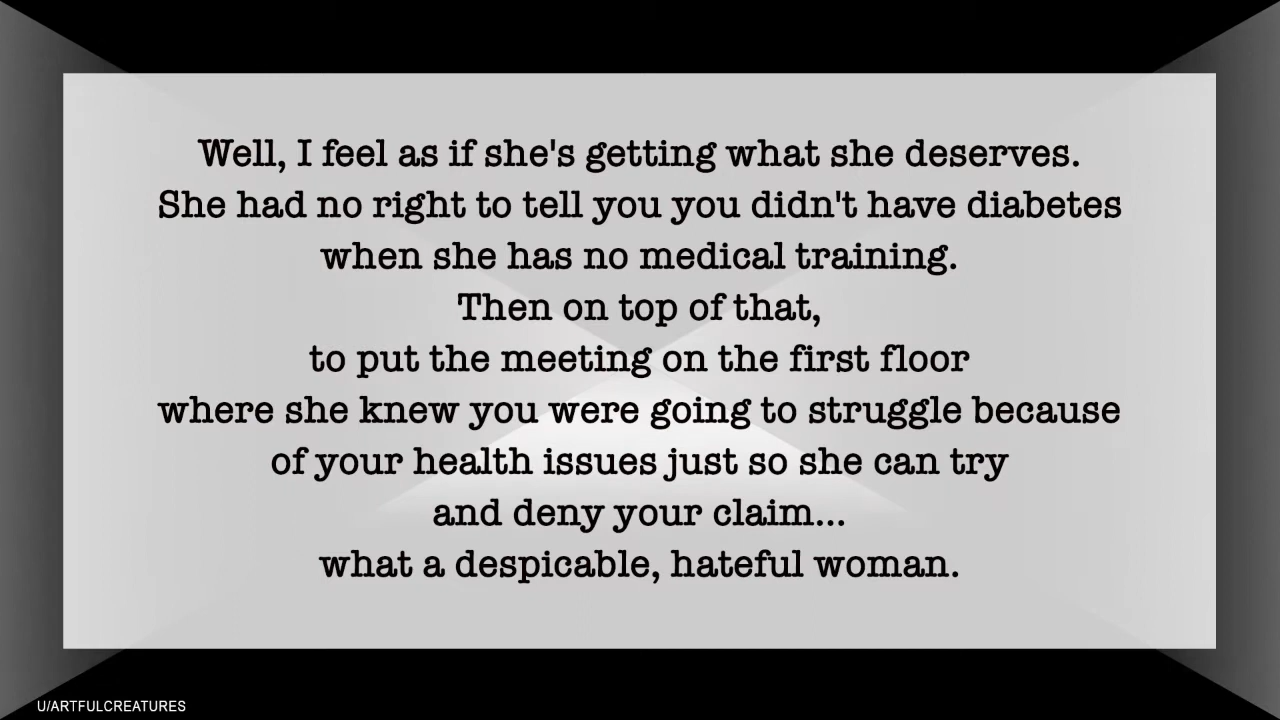 Well, I feel as if she's getting what she deserves.
She had no right to tell you you didn't have diabetes
when she has no medical training.
Then on top of that,
to put the meeting on the first floor
where she knew you were going to struggle because
of your health issues just so she can try
and deny your claim...
what a despicable, hateful woman.
U/ARTFULCREATURES